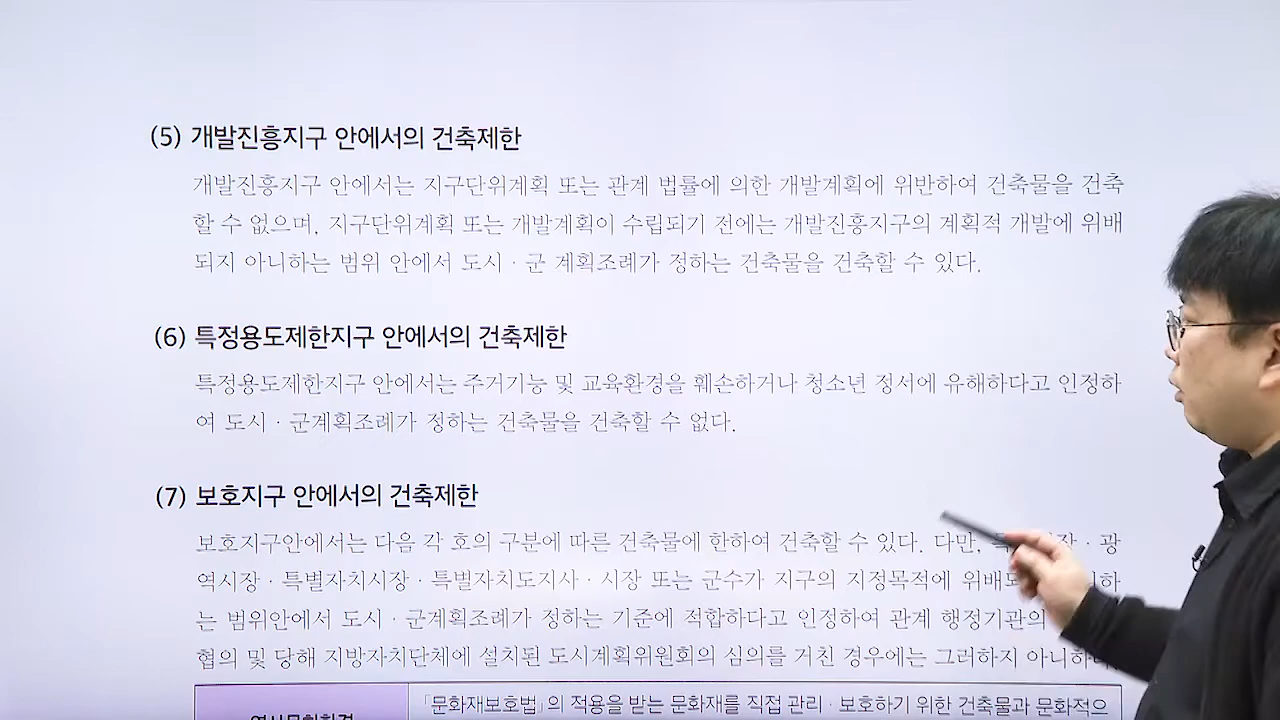 (5) 개발진흥지구 안에서의 건축제한
개발진흥지구 안에서는 지구단위계획 또는 관계 법률에 의한 개발계획에 위반하여 건축물을 건축
할 수 없으며, 지구단위계획 또는 개발계획이 수립되기 전에는 개발진흥지구의 계획적 개발에 위배
되지 아니하는 범위 안에서 도시 · 군 계획조례가 정하는 건축물을 건축할 수 있다.
(6) 특정용도제한지구 안에서의 건축제한
특정용도제한지구 안에서는 주거기능 및 교육환경을 훼손하거나 청소년 정서에 유해하다고 인정하
여 도시 · 군계획조례가 정하는 건축물을 건축할 수 없다.
(7) 보호지구 안에서의 건축제한
보호지구안에서는 다음 각 호의 구분에 따른 건축물에 한하여 건축할 수 있다. 다만, · 광
역시장 · 특별자치시장 · 특별자치도지사 · 시장 또는 군수가 지구의 지정목적에
는 범위안에서 도시 · 군계획조례가 정하는 기준에 적합하다고 인정하여 관계 행정기관의
협의 및 당해 지방자치단체에 설치된 도시계획위원회의 심의를 거친 경우에는 그러하지
「문화재보호법」의 적용을 받는 문화재를 직접 관리 · 보호하기 위한 건축물과 문화적으